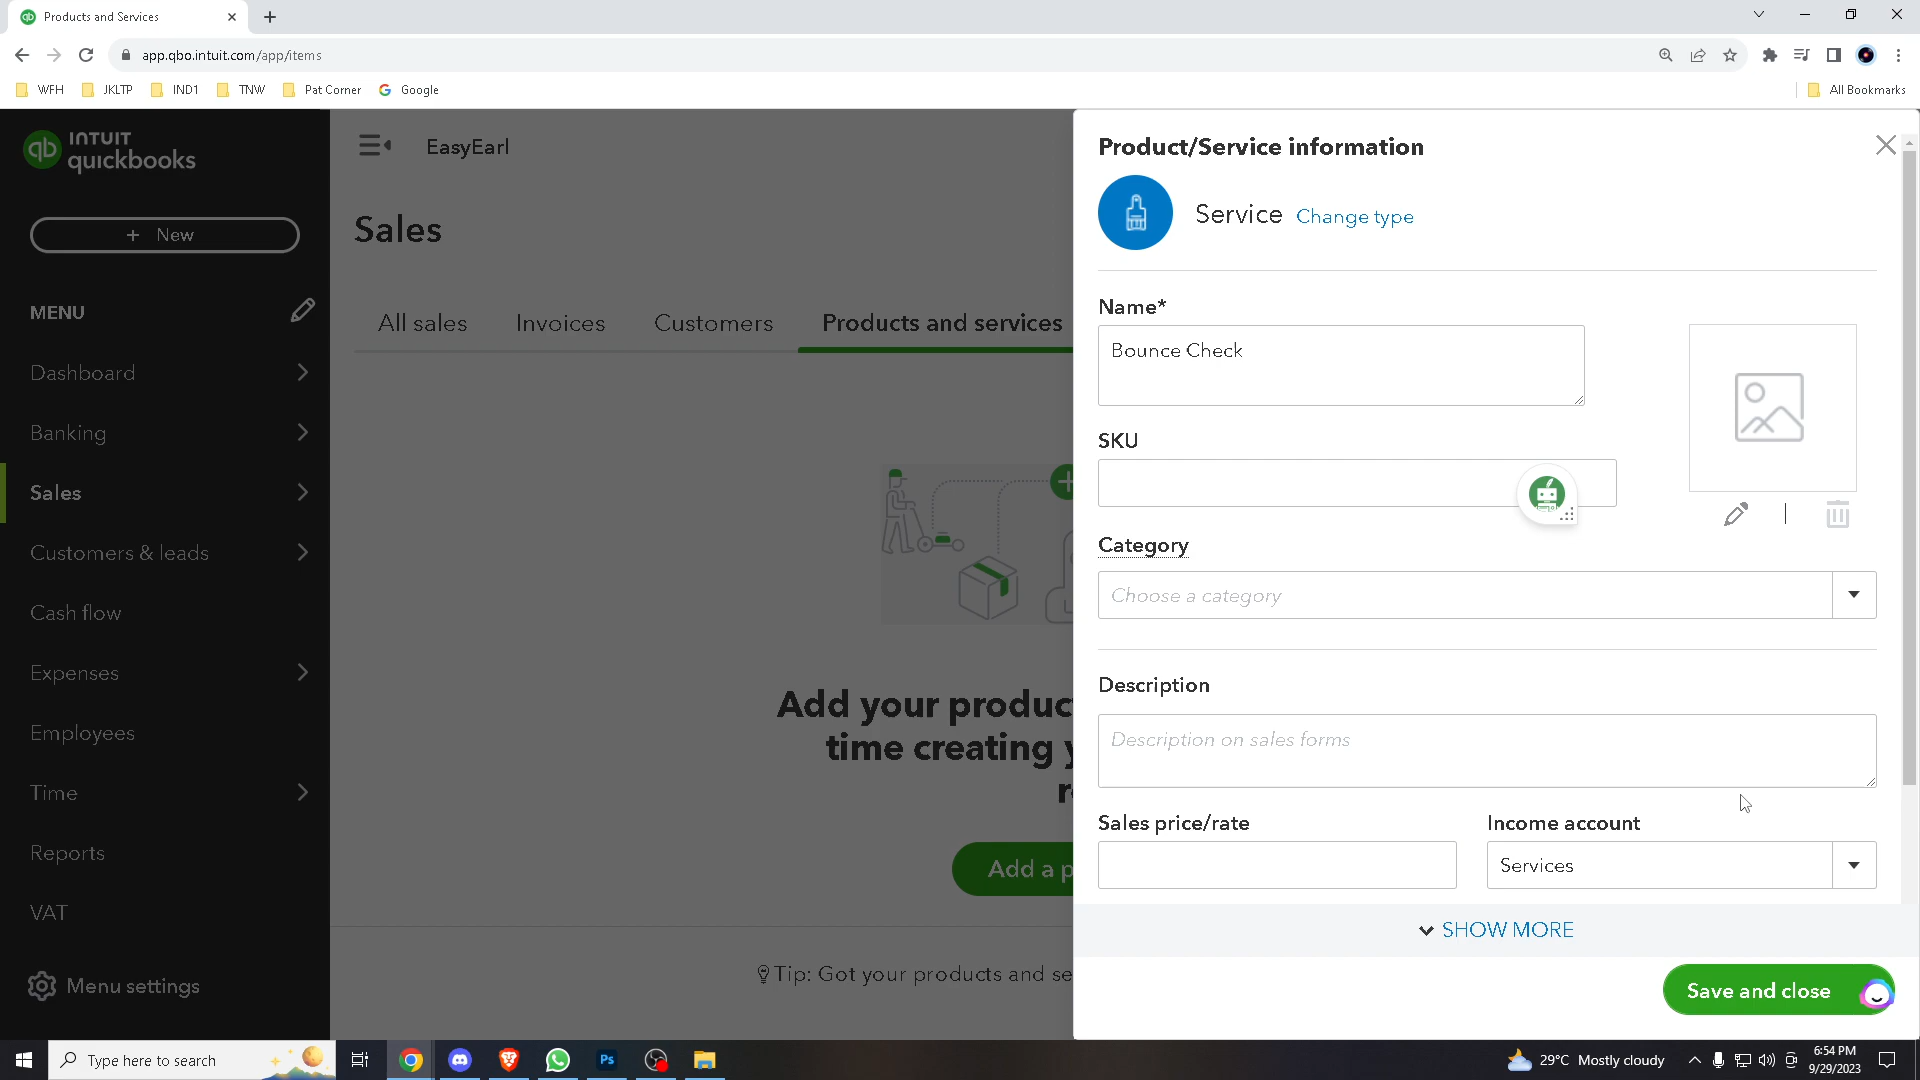 Products and Services
app.qbo.intuit.com/app/items
WFH
JKLTP
IND1
TNW
Pat Corner
Google
All Bookmarks
qb INTUIT
quickbooks
+ New
MENU
Dashboard
Banking
Sales
Customers & leads
Cash flow
Expenses
Employees
Time
Reports
VAT
Menu settings
EasyEarl
Sales
All sales
Invoices
Customers
Products and services
Add your produc
time creating y
r
Add a p
Tip: Got your products and se
Product/Service information
Service Change type
Name*
Bounce Check
SKU
Category
Choose a category
Description
Description on sales forms
Sales price/rate
Income account
Services
SHOW MORE
Save and close
Type here to search
Ps
29°C Mostly cloudy
6:54 PM
9/29/2023